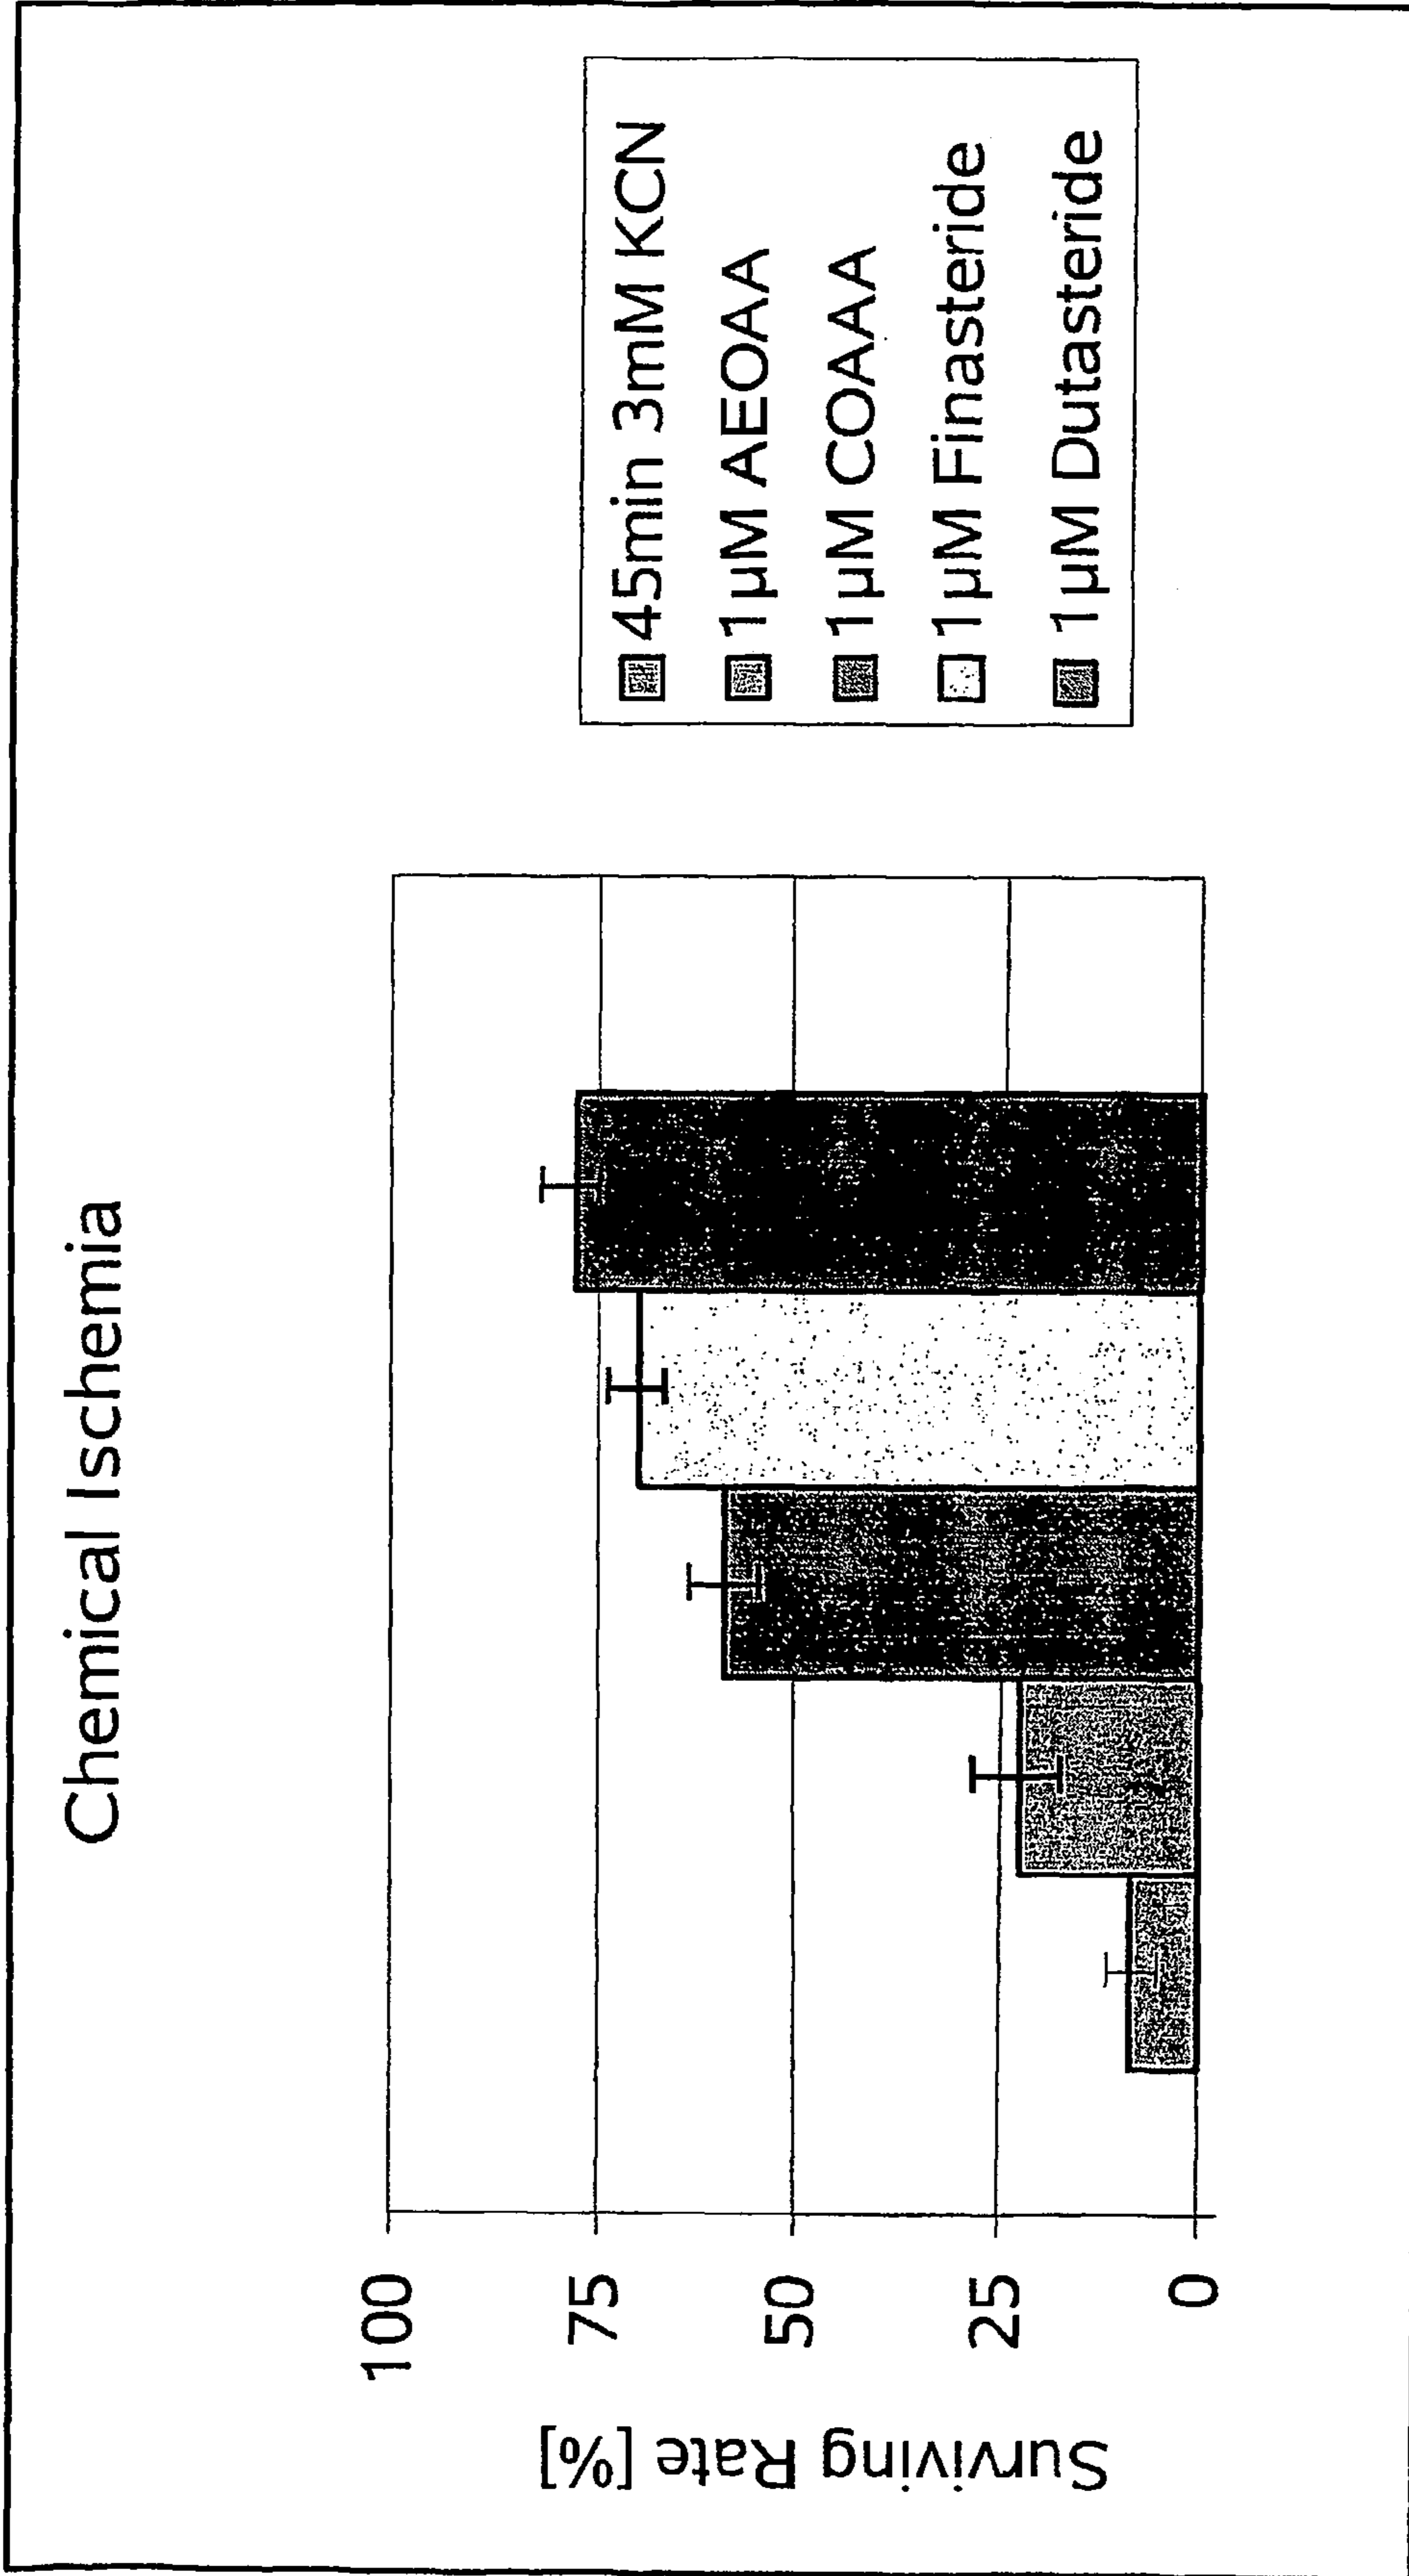 Chemical Ischemia
Surviving Rate [%]
100
75
50
25
0
45min 3mM KCN
1µM AEOAA
1µM COAAA
1µM Finasteride
1µM Dutasteride